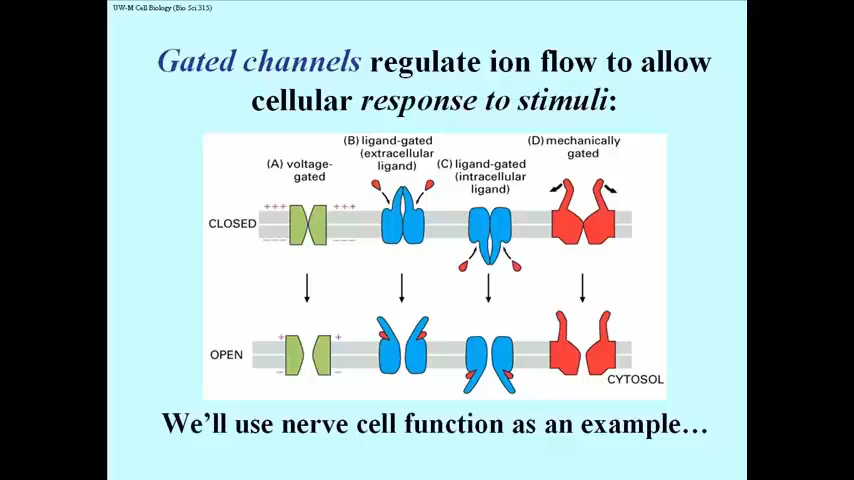 UW-M Cell Biology (Bio Sci 315)
Gated channels regulate ion flow to allow
cellular response to stimuli:
(A) voltage-
gated
(B) ligand-gated
(extracellular
ligand)
(C) ligand-gated
(intracellular
ligand)
(D) mechanically
gated
+++
+++
CLOSED
OPEN
+
+
CYTOSOL
We'll use nerve cell function as an example…